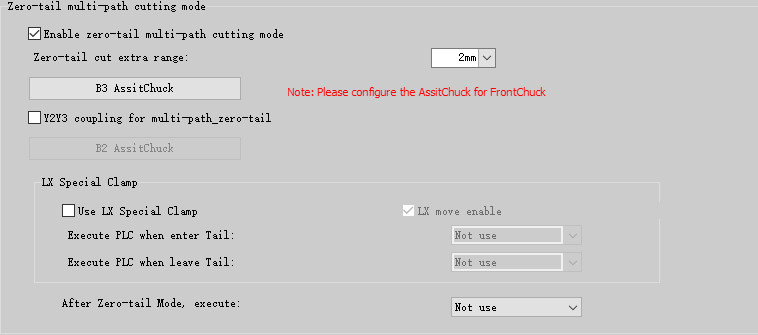 Zero-tail multi-path cutting mode
Enable zero-tail multi-path cutting mode
Zero-tail cut extra range: 2mm
B3 AssitChuck Note: Please configure the AssitChuck for FrontChuck
Y2Y3 coupling for multi-path_zero-tail
B2 AssitChuck
LX Special Clamp
Use LX Special Clamp LX move enable
Execute PLC when enter Tail: Not use
Execute PLC when leave Tail: Not use
After Zero-tail Mode, execute: Not use